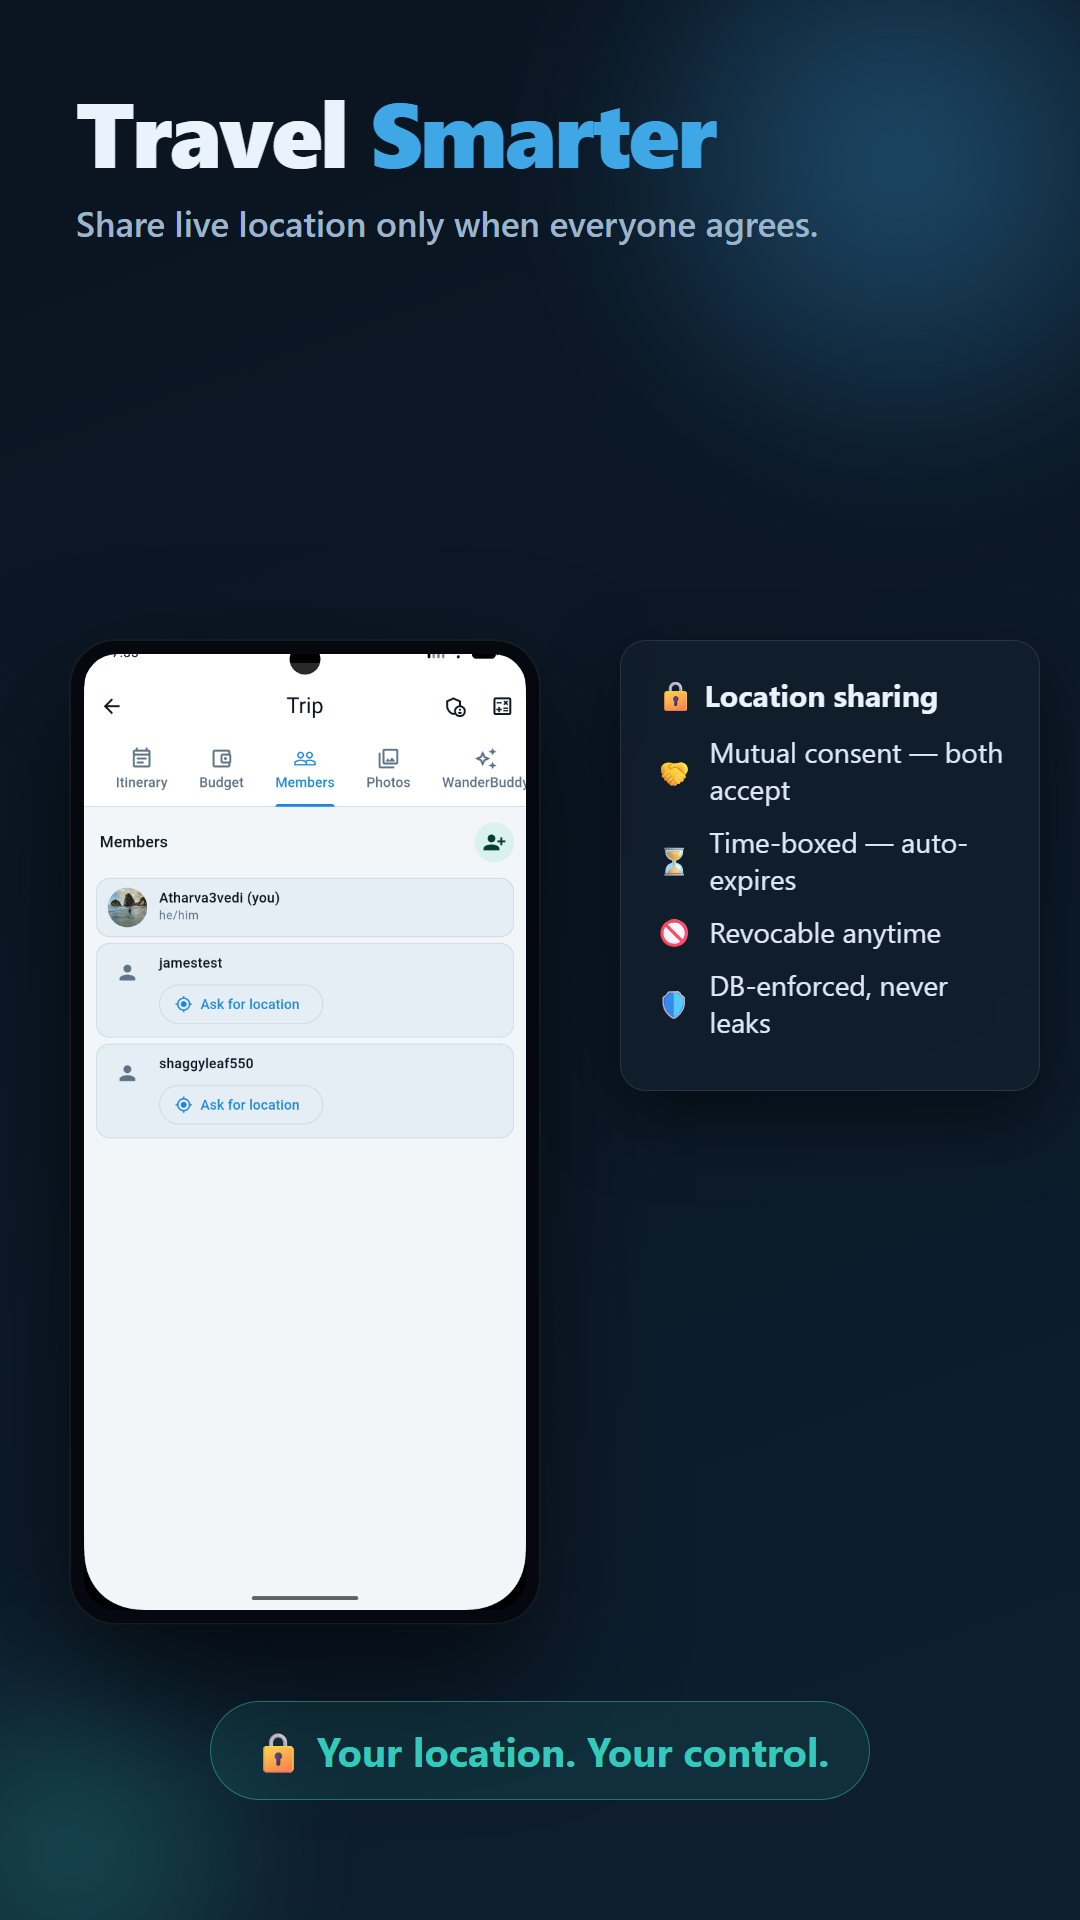 Travel Smarter
Share live location only when everyone agrees.
Trip
Itinerary
Budget
Members
Photos
WanderBuddy
Members
Atharva3vedi (you)
he/him
jamestest
Ask for location
shaggyleaf550
Ask for location
🔒 Location sharing
🤝 Mutual consent — both
accept
⏳ Time-boxed — auto-
expires
🚫 Revocable anytime
🛡️ DB-enforced, never
leaks
🔒 Your location. Your control.